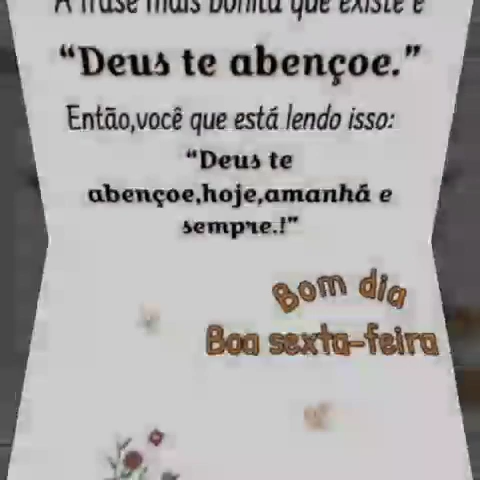 A frase mais bonita que existe é
“Deus te abençoe.”
Então,você que está lendo isso:
“Deus te
abençoe,hoje,amanhã e
sempre.!”
Bom dia
Boa sexta-feira